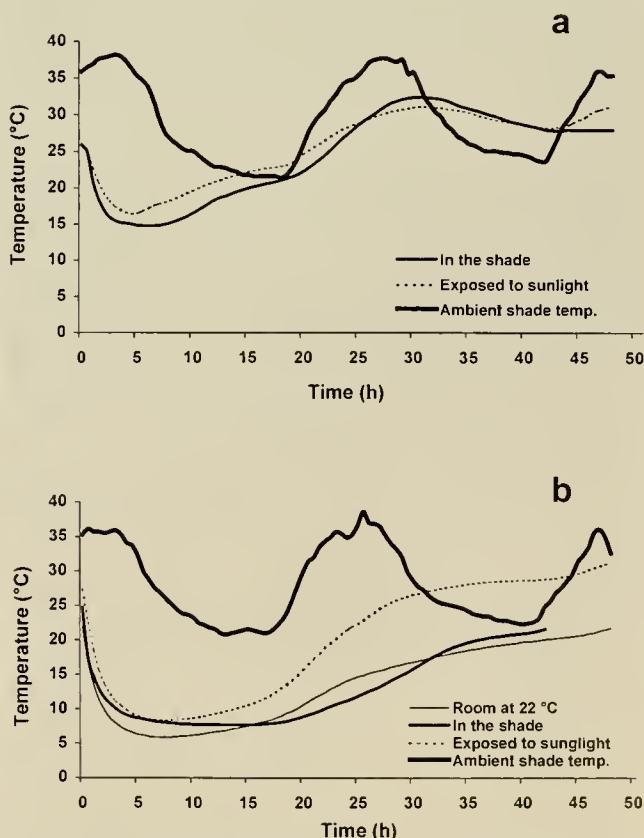 a
40
35
30
25
20
15
10
5
0
Temperature (°C)
In the shade
Exposed to sunlight
Ambient shade temp.
0 5 10 15 20 25 30 35 40 45 50
Time (h)
b
40
35
30
25
20
15
10
5
0
Temperature (°C)
Room at 22 °C
In the shade
Exposed to sunglight
Ambient shade temp.
0 5 10 15 20 25 30 35 40 45 50
Time (h)